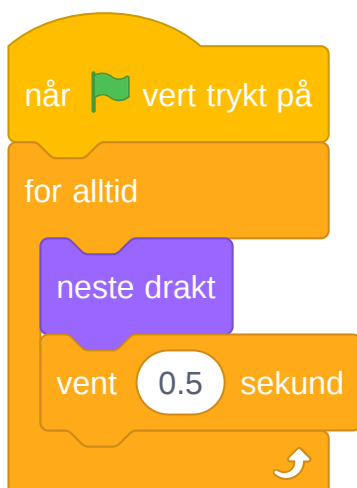 når vert trykt på
for alltid
neste drakt
vent 0.5 sekund